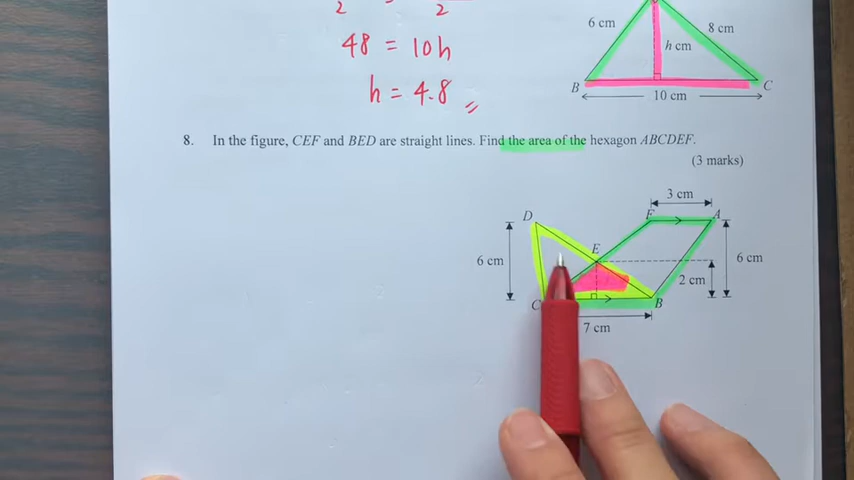 2 2
48 = 10h
h = 4.8
6 cm
8 cm
h cm
B C
10 cm
8. In the figure, CEF and BED are straight lines. Find the area of the hexagon ABCDEF.
(3 marks)
3 cm
D F A
6 cm
E
6 cm
2 cm
C B
7 cm